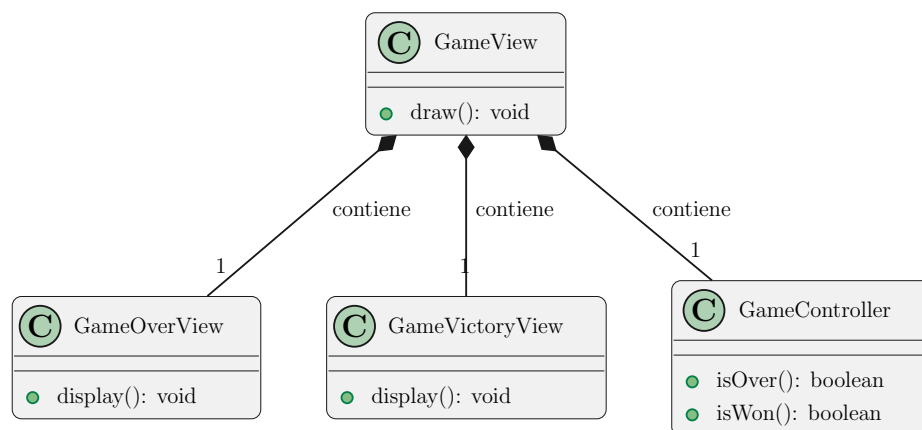 C GameView
draw(): void
contiene
contiene
contiene
1
1
1
C GameOverView
display(): void
C GameVictoryView
display(): void
C GameController
isOver(): boolean
isWon(): boolean